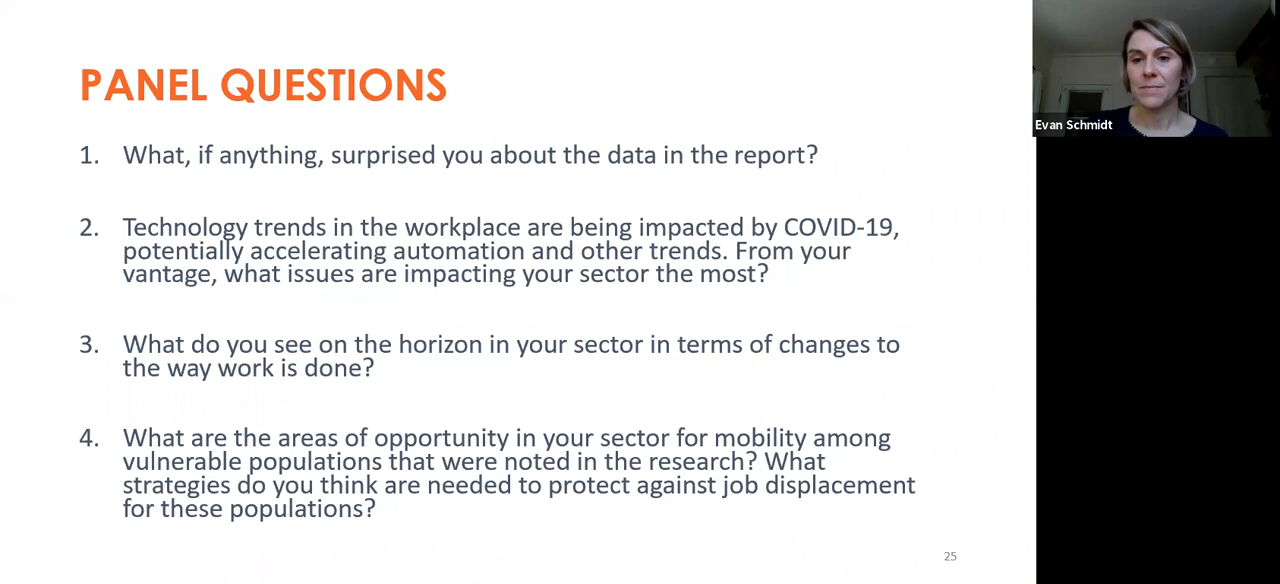 PANEL QUESTIONS
1. What, if anything, surprised you about the data in the report?
2. Technology trends in the workplace are being impacted by COVID-19,
potentially accelerating automation and other trends. From your
vantage, what issues are impacting your sector the most?
3. What do you see on the horizon in your sector in terms of changes to
the way work is done?
4. What are the areas of opportunity in your sector for mobility among
vulnerable populations that were noted in the research? What
strategies do you think are needed to protect against job displacement
for these populations?
25
Evan Schmidt